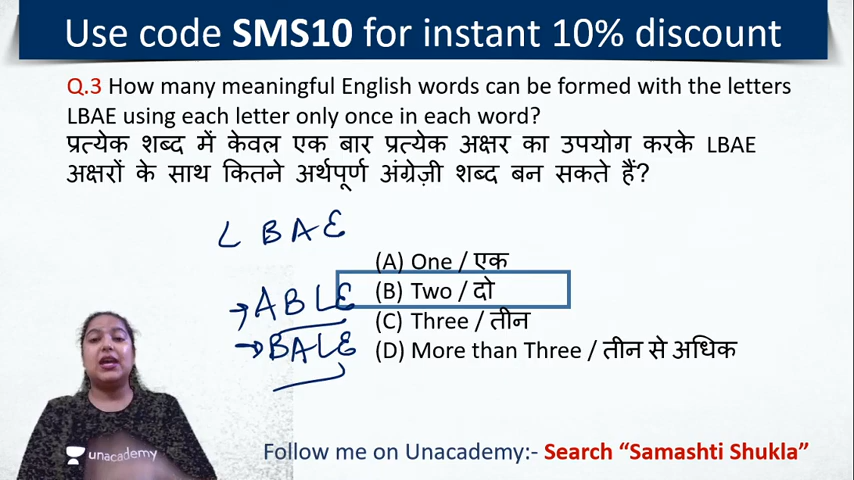 Use code SMS10 for instant 10% discount
Q.3 How many meaningful English words can be formed with the letters
LBAE using each letter only once in each word?
प्रत्येक शब्द में केवल एक बार प्रत्येक अक्षर का उपयोग करके LBAE
अक्षरों के साथ कितने अर्थपूर्ण अंग्रेज़ी शब्द बन सकते हैं?
L BAE
(A) One / एक
→ABLE
(B) Two / दो
(C) Three / तीन
→BALE
(D) More than Three / तीन से अधिक
unacademy
Follow me on Unacademy:- Search “Samashti Shukla”